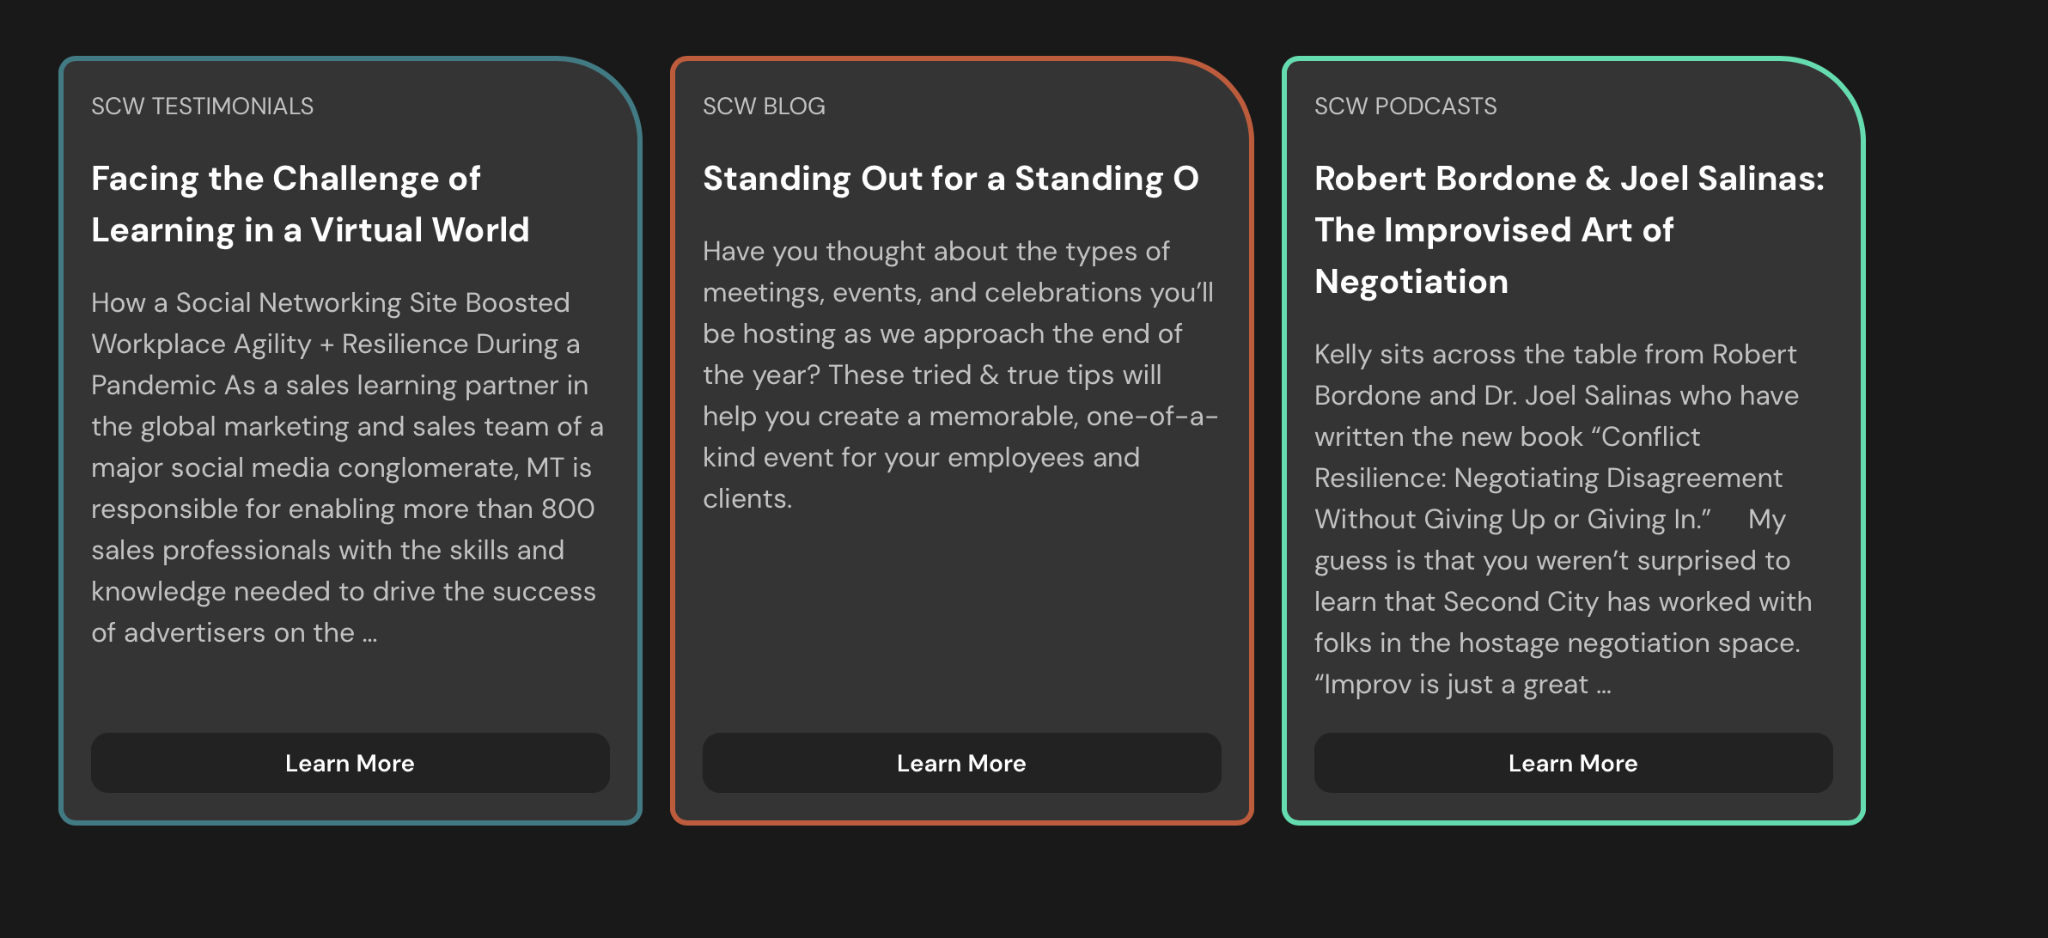 SCW TESTIMONIALS
Facing the Challenge of
Learning in a Virtual World
How a Social Networking Site Boosted
Workplace Agility + Resilience During a
Pandemic As a sales learning partner in
the global marketing and sales team of a
major social media conglomerate, MT is
responsible for enabling more than 800
sales professionals with the skills and
knowledge needed to drive the success
of advertisers on the ...
Learn More
SCW BLOG
Standing Out for a Standing O
Have you thought about the types of
meetings, events, and celebrations you’ll
be hosting as we approach the end of
the year? These tried & true tips will
help you create a memorable, one-of-a-
kind event for your employees and
clients.
Learn More
SCW PODCASTS
Robert Bordone & Joel Salinas:
The Improvised Art of
Negotiation
Kelly sits across the table from Robert
Bordone and Dr. Joel Salinas who have
written the new book “Conflict
Resilience: Negotiating Disagreement
Without Giving Up or Giving In.”     My
guess is that you weren’t surprised to
learn that Second City has worked with
folks in the hostage negotiation space.
“Improv is just a great ...
Learn More